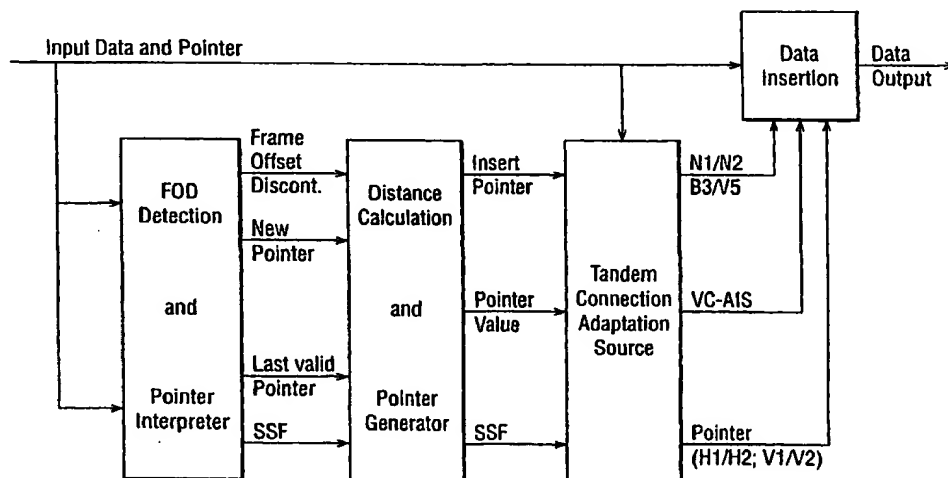 Input Data and Pointer
Data
Insertion
Data
Output
FOD
Detection
and
Pointer
Interpreter
Frame
Offset
Discont.
New
Pointer
Last valid
Pointer
SSF
Distance
Calculation
and
Pointer
Generator
Insert
Pointer
Pointer
Value
SSF
Tandem
Connection
Adaptation
Source
N1/N2
B3/V5
VC-AIS
Pointer
(H1/H2; V1/V2)